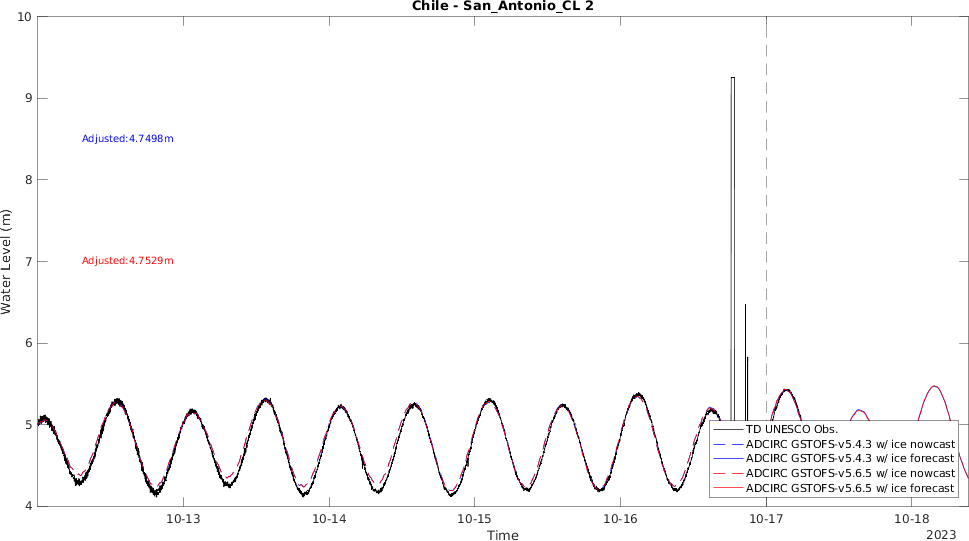 Chile - San_Antonio_CL 2
10
9
8
7
6
5
4
Water Level (m)
Adjusted:4.7498m
Adjusted:4.7529m
TD UNESCO Obs.
ADCIRC GSTOFS-v5.4.3 w/ ice nowcast
ADCIRC GSTOFS-v5.4.3 w/ ice forecast
ADCIRC GSTOFS-v5.6.5 w/ ice nowcast
ADCIRC GSTOFS-v5.6.5 w/ ice forecast
10-13 10-14 10-15 10-16 10-17 10-18
Time
2023